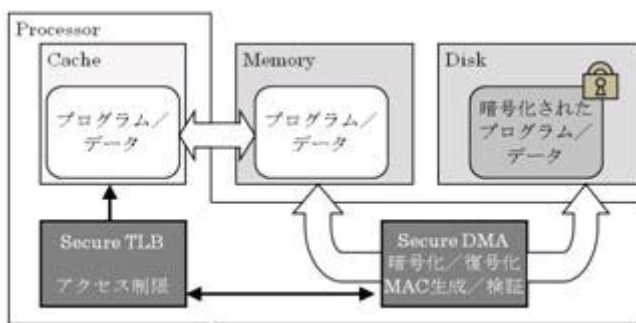 Processor
Cache
プログラム／
データ
Memory
プログラム／
データ
Disk
暗号化された
プログラム／
データ
Secure TLB
アクセス制限
Secure DMA
暗号化／復号化
MAC生成／検証